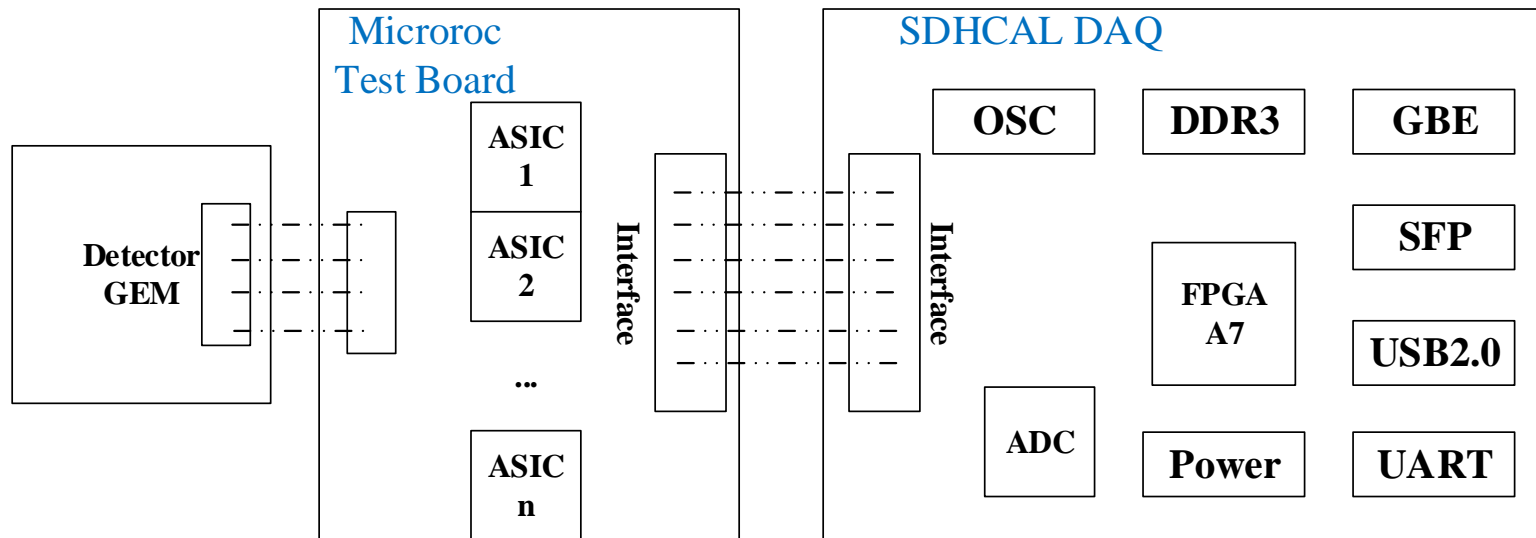 Detector
GEM
Microroc
Test Board
ASIC
1
ASIC
2
...
ASIC
n
Interface
SDHCAL DAQ
Interface
OSC
DDR3
GBE
SFP
FPGA
A7
USB2.0
ADC
Power
UART